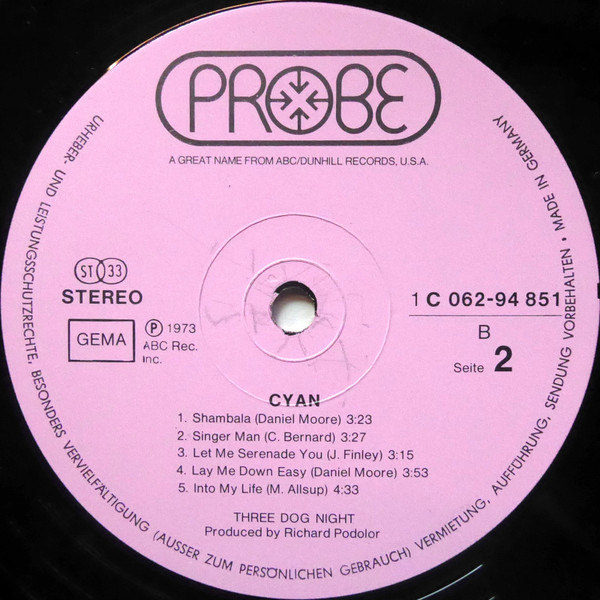 PROBE
A GREAT NAME FROM ABC/DUNHILL RECORDS, U.S.A.
ST 33
STEREO
GEMA
Ⓟ 1973
ABC Rec.
Inc.
1 C 062-94 851
B
Seite 2
CYAN
1. Shambala (Daniel Moore) 3:23
2. Singer Man (C. Bernard) 3:27
3. Let Me Serenade You (J. Finley) 3:15
4. Lay Me Down Easy (Daniel Moore) 3:53
5. Into My Life (M. Allsup) 4:33
THREE DOG NIGHT
Produced by Richard Podolor
URHEBER- UND LEISTUNGSSCHUTZRECHTE, BESONDERS VERVIELFÄLTIGUNG (AUSSER ZUM PERSÖNLICHEN GEBRAUCH) VERMIETUNG, AUFFÜHRUNG, SENDUNG VORBEHALTEN • MADE IN GERMANY